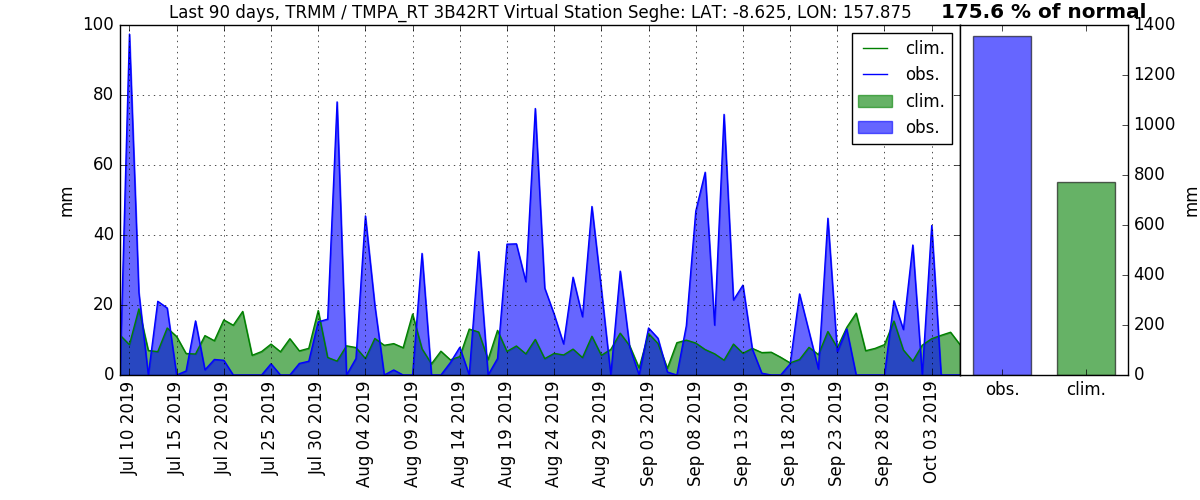 Last 90 days, TRMM / TMPA_RT 3B42RT Virtual Station Seghe: LAT: -8.625, LON: 157.875
175.6 % of normal
100
80
60
40
20
0
mm
clim.
obs.
clim.
obs.
1400
1200
1000
800
600
400
200
0
mm
obs.
clim.
Jul 10 2019
Jul 15 2019
Jul 20 2019
Jul 25 2019
Jul 30 2019
Aug 04 2019
Aug 09 2019
Aug 14 2019
Aug 19 2019
Aug 24 2019
Aug 29 2019
Sep 03 2019
Sep 08 2019
Sep 13 2019
Sep 18 2019
Sep 23 2019
Sep 28 2019
Oct 03 2019